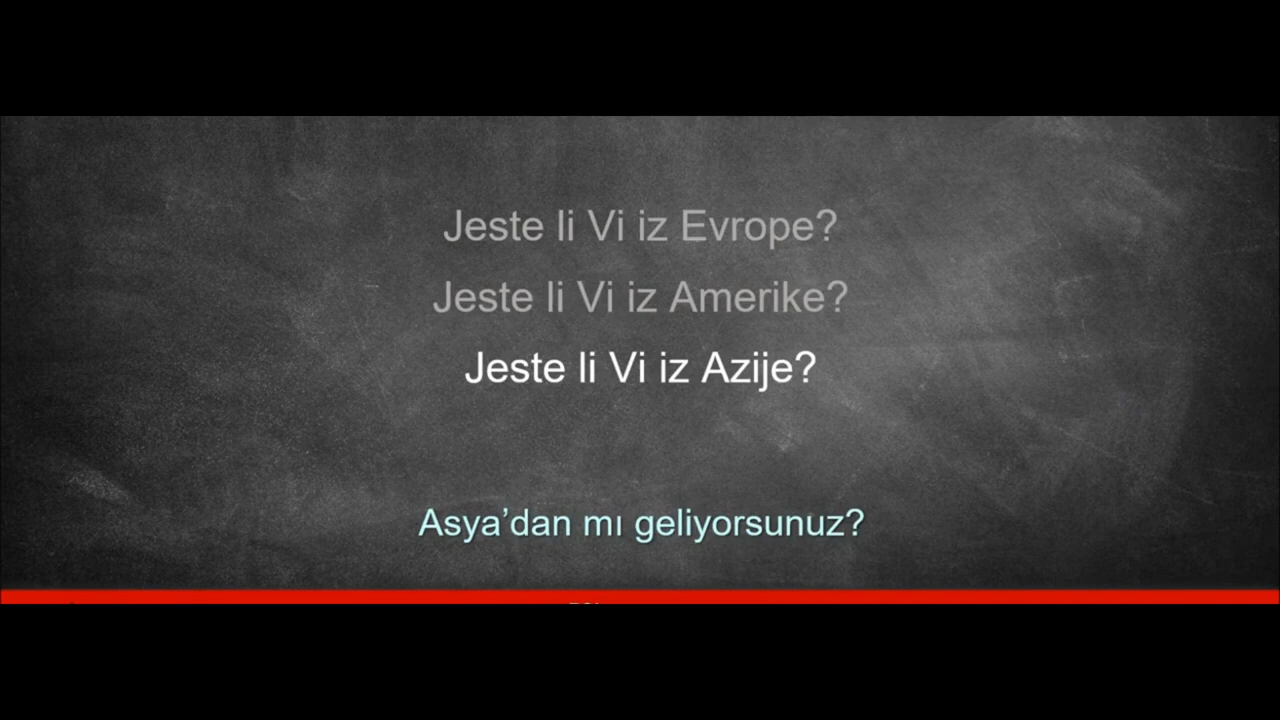 Jeste li Vi iz Evrope?
Jeste li Vi iz Amerike?
Jeste li Vi iz Azije?
Asya’dan mı geliyorsunuz?